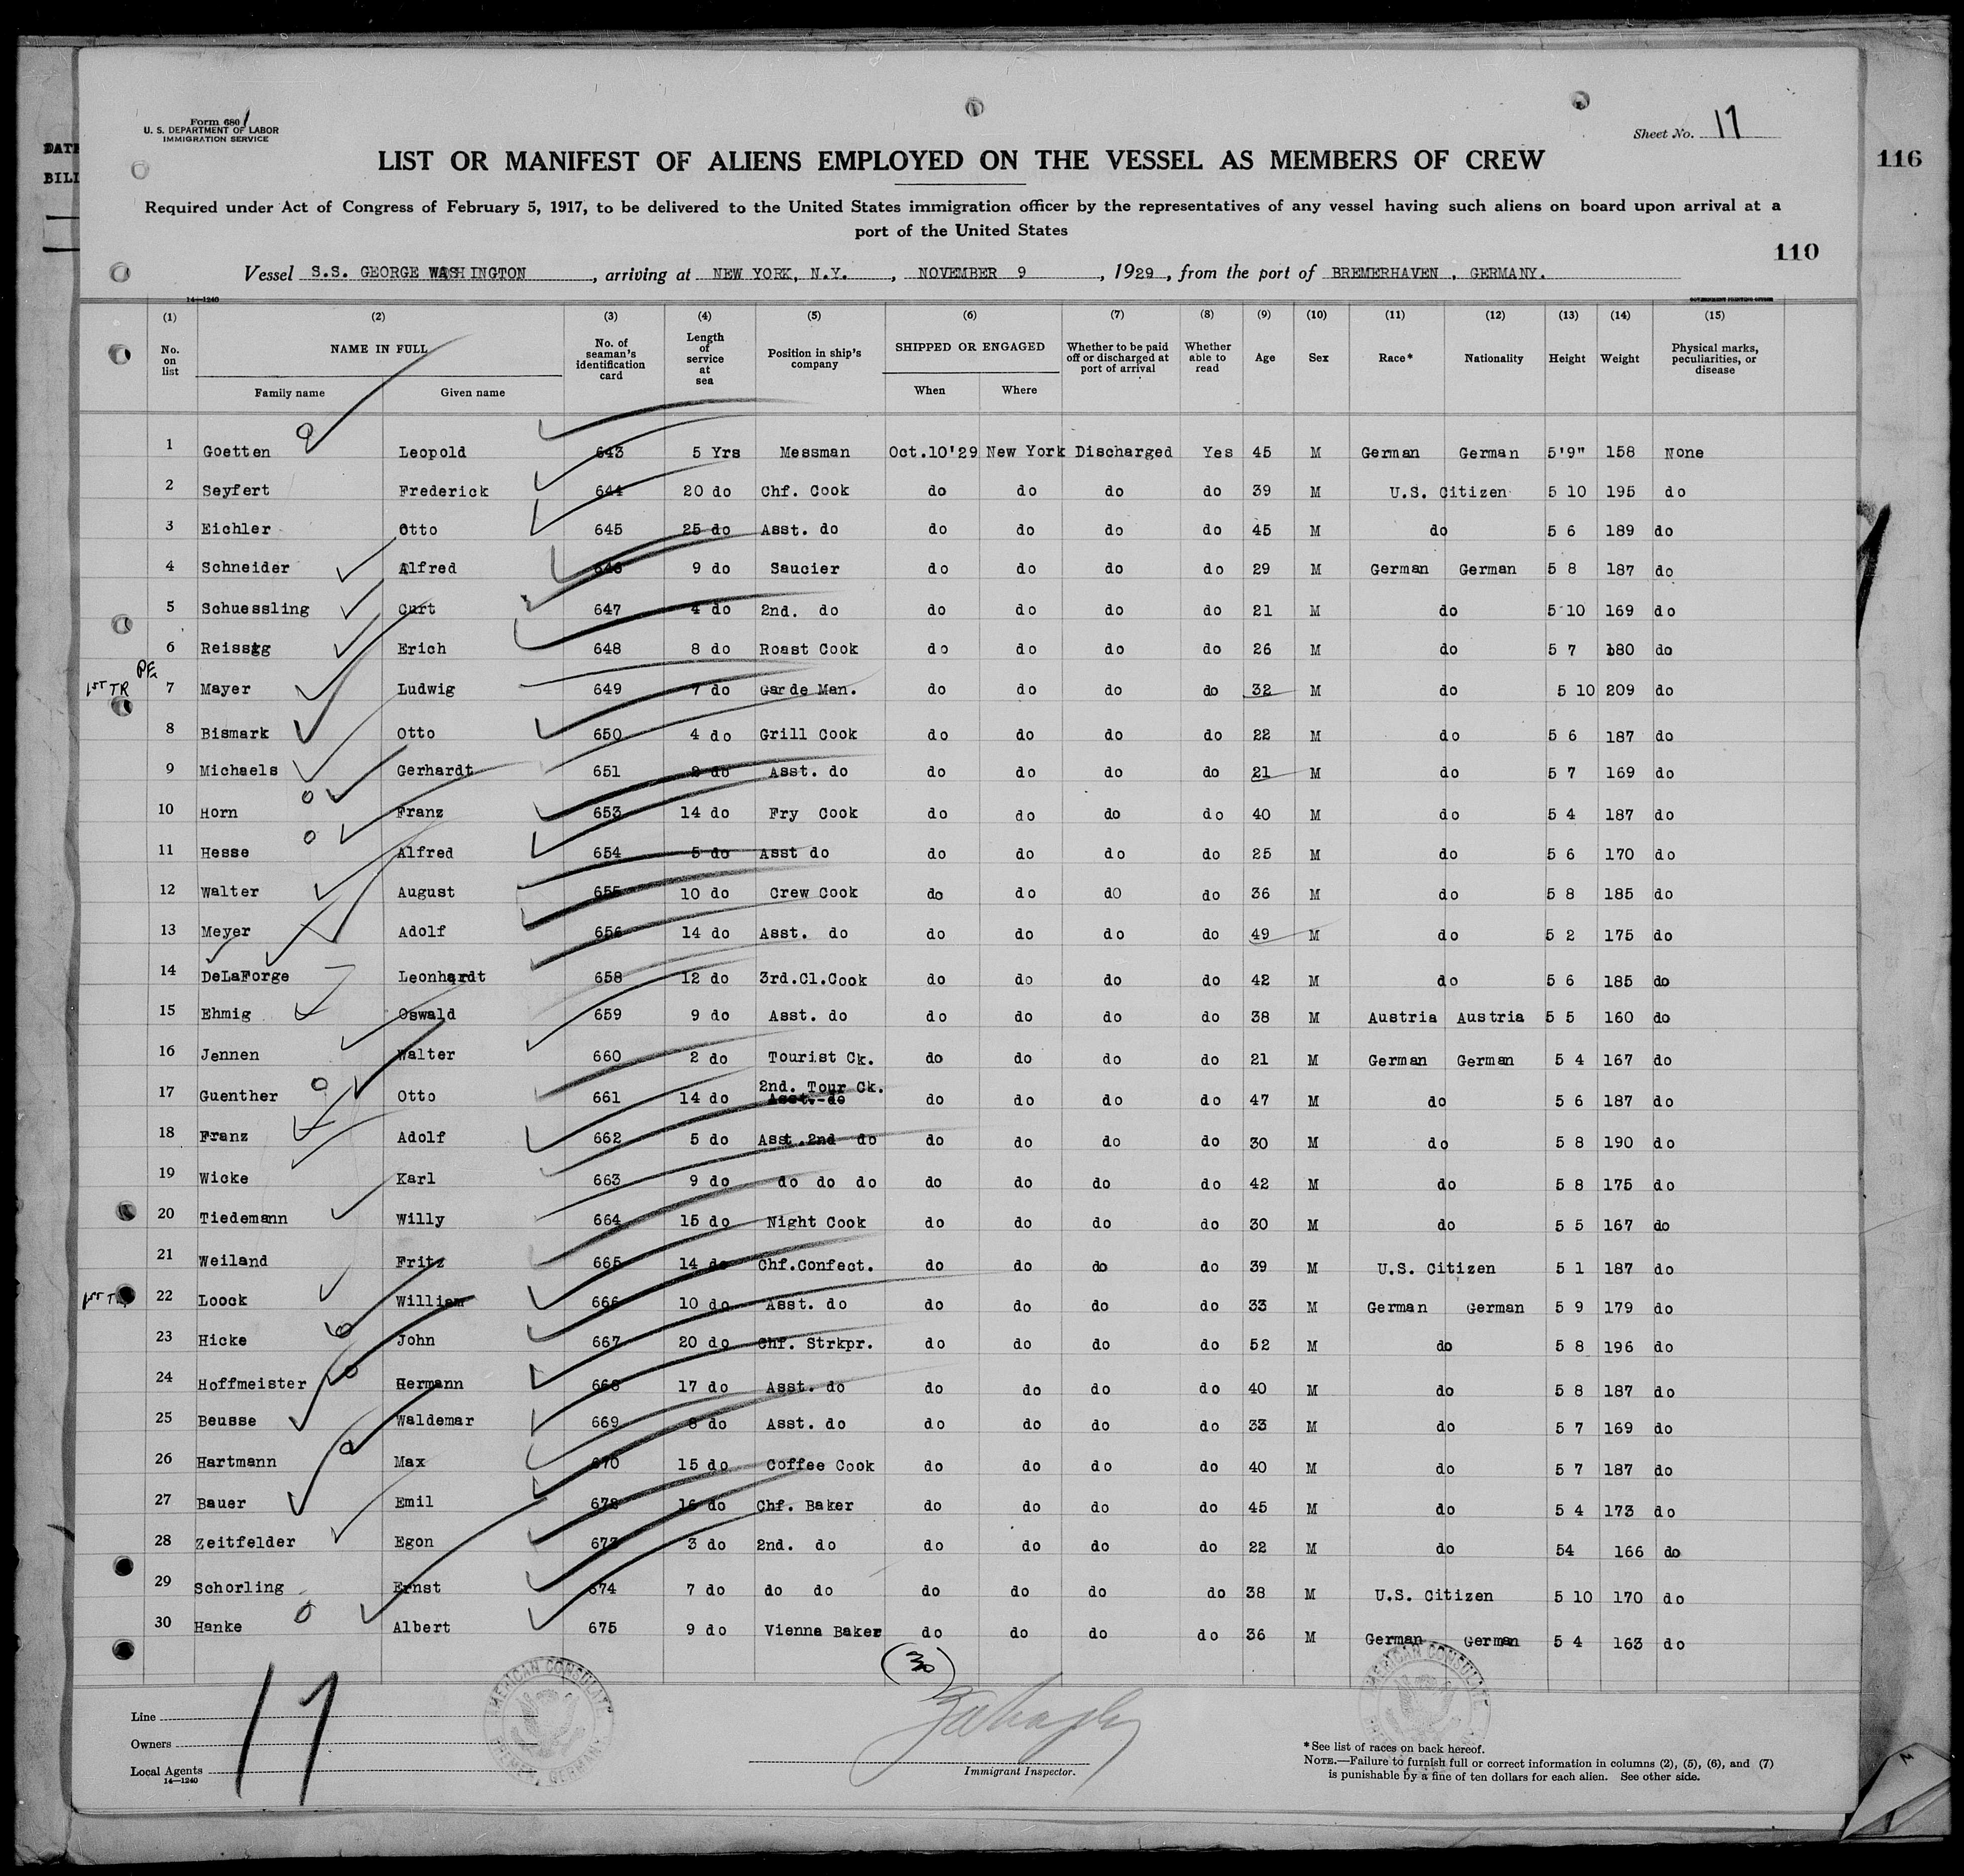 Form 680
U. S. DEPARTMENT OF LABOR
IMMIGRATION SERVICE
Sheet No. 17
LIST OR MANIFEST OF ALIENS EMPLOYED ON THE VESSEL AS MEMBERS OF CREW
116
Required under Act of Congress of February 5, 1917, to be delivered to the United States immigration officer by the representatives of any vessel having such aliens on board upon arrival at a
port of the United States
110
Vessel S.S. GEORGE WASHINGTON, arriving at NEW YORK, N.Y., NOVEMBER 9, 1929, from the port of BREMERHAVEN, GERMANY.
14—1240 GOVERNMENT PRINTING OFFICE
(1) (2) (3) (4) (5) (6) (7) (8) (9) (10) (11) (12) (13) (14) (15)
No. on list NAME IN FULL No. of seaman's identification card Length of service at sea Position in ship's company SHIPPED OR ENGAGED Whether to be paid off or discharged at port of arrival Whether able to read Age Sex Race* Nationality Height Weight Physical marks, peculiarities, or disease
Family name Given name When Where
1 Goetten Leopold 643 5 Yrs Messman Oct.10'29 New York Discharged Yes 45 M German German 5'9" 158 None
2 Seyfert Frederick 644 20 do Chf. Cook do do do do 39 M U.S. Citizen 5 10 195 do
3 Eichler Otto 645 25 do Asst. do do do do do 45 M do 5 6 189 do
4 Schneider Alfred 646 9 do Saucier do do do do 29 M German German 5 8 187 do
5 Schuessling Curt 647 4 do 2nd. do do do do do 21 M do 5 10 169 do
6 Reissig Erich 648 8 do Roast Cook do do do do 26 M do 5 7 180 do
1ST TR 7 Mayer Ludwig 649 7 do Garde Man. do do do do 32 M do 5 10 209 do
8 Bismark Otto 650 4 do Grill Cook do do do do 22 M do 5 6 187 do
9 Michaels Gerhardt 651 2 do Asst. do do do do do 21 M do 5 7 169 do
10 Horn Franz 653 14 do Fry Cook do do do do 40 M do 5 4 187 do
11 Hesse Alfred 654 5 do Asst do do do do do 25 M do 5 6 170 do
12 Walter August 655 10 do Crew Cook do do do do 36 M do 5 8 185 do
13 Meyer Adolf 656 14 do Asst. do do do do do 49 M do 5 2 175 do
14 DeLaForge Leonhardt 658 12 do 3rd.Cl.Cook do do do do 42 M do 5 6 185 do
15 Ehmig Oswald 659 9 do Asst. do do do do do 38 M Austria Austria 5 5 160 do
16 Jennen Walter 660 2 do Tourist Ck. do do do do 21 M German German 5 4 167 do
17 Guenther Otto 661 14 do 2nd. Tour Ck. Asst. do do do do do 47 M do 5 6 187 do
18 Franz Adolf 662 5 do Asst.2nd do do do do do 30 M do 5 8 190 do
19 Wicke Karl 663 9 do do do do do do do do 42 M do 5 8 175 do
20 Tiedemann Willy 664 15 do Night Cook do do do do 30 M do 5 5 167 do
21 Weiland Fritz 665 14 do Chf.Confect. do do do do 39 M U.S. Citizen 5 1 187 do
1ST TR 22 Loock William 666 10 do Asst. do do do do do 33 M German German 5 9 179 do
23 Hicke John 667 20 do Chf. Strkpr. do do do do 52 M do 5 8 196 do
24 Hoffmeister Hermann 668 17 do Asst. do do do do do 40 M do 5 8 187 do
25 Beusse Waldemar 669 8 do Asst. do do do do do 33 M do 5 7 169 do
26 Hartmann Max 670 15 do Coffee Cook do do do do 40 M do 5 7 187 do
27 Bauer Emil 672 16 do Chf. Baker do do do do 45 M do 5 4 173 do
28 Zeitfelder Egon 673 3 do 2nd. do do do do do 22 M do 54 166 do
29 Schorling Ernst 674 7 do do do do do do do 38 M U.S. Citizen 5 10 170 do
30 Hanke Albert 675 9 do Vienna Baker do do do do 36 M German German 5 4 163 do
(30)
17
AMERICAN CONSULATE BREMEN, GERMANY
AMERICAN CONSULATE
Line
Owners
Local Agents
14—1240
Immigrant Inspector.
*See list of races on back hereof.
NOTE.—Failure to furnish full or correct information in columns (2), (5), (6), and (7)
is punishable by a fine of ten dollars for each alien. See other side.